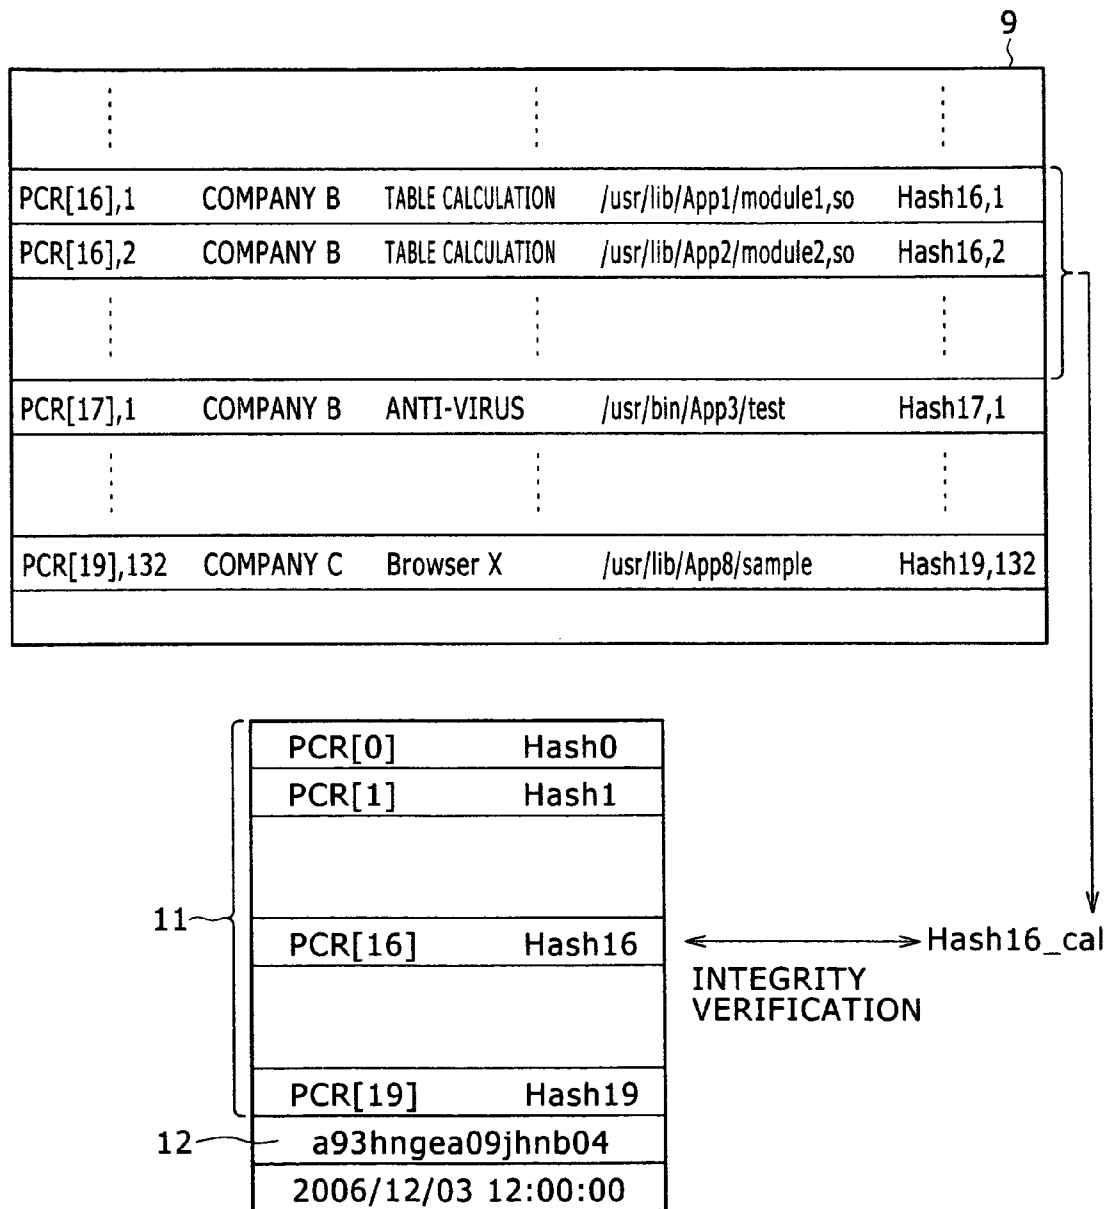 9
PCR[16],1 COMPANY B TABLE CALCULATION /usr/lib/App1/module1,so Hash16,1
PCR[16],2 COMPANY B TABLE CALCULATION /usr/lib/App2/module2,so Hash16,2
PCR[17],1 COMPANY B ANTI-VIRUS /usr/bin/App3/test Hash17,1
PCR[19],132 COMPANY C Browser X /usr/lib/App8/sample Hash19,132
PCR[0] Hash0
PCR[1] Hash1
11
PCR[16] Hash16
Hash16_cal
INTEGRITY
VERIFICATION
PCR[19] Hash19
12 a93hngea09jhnb04
2006/12/03 12:00:00